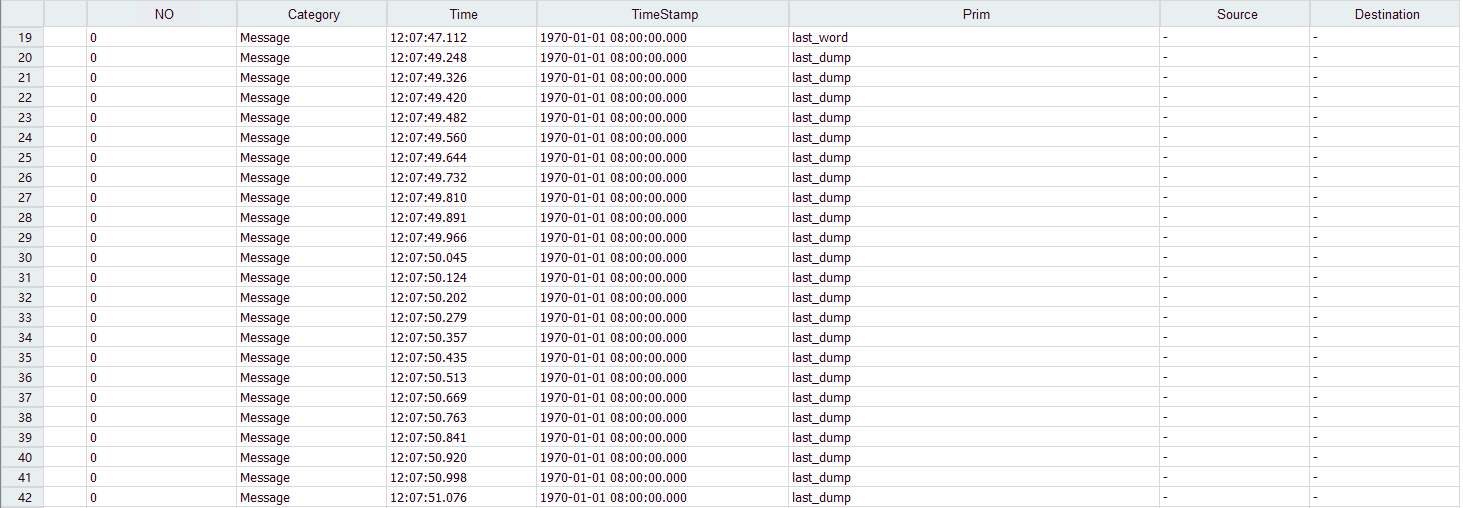 NO Category Time TimeStamp Prim Source Destination
19 0 Message 12:07:47.112 1970-01-01 08:00:00.000 last_word - -
20 0 Message 12:07:49.248 1970-01-01 08:00:00.000 last_dump - -
21 0 Message 12:07:49.326 1970-01-01 08:00:00.000 last_dump - -
22 0 Message 12:07:49.420 1970-01-01 08:00:00.000 last_dump - -
23 0 Message 12:07:49.482 1970-01-01 08:00:00.000 last_dump - -
24 0 Message 12:07:49.560 1970-01-01 08:00:00.000 last_dump - -
25 0 Message 12:07:49.644 1970-01-01 08:00:00.000 last_dump - -
26 0 Message 12:07:49.732 1970-01-01 08:00:00.000 last_dump - -
27 0 Message 12:07:49.810 1970-01-01 08:00:00.000 last_dump - -
28 0 Message 12:07:49.891 1970-01-01 08:00:00.000 last_dump - -
29 0 Message 12:07:49.966 1970-01-01 08:00:00.000 last_dump - -
30 0 Message 12:07:50.045 1970-01-01 08:00:00.000 last_dump - -
31 0 Message 12:07:50.124 1970-01-01 08:00:00.000 last_dump - -
32 0 Message 12:07:50.202 1970-01-01 08:00:00.000 last_dump - -
33 0 Message 12:07:50.279 1970-01-01 08:00:00.000 last_dump - -
34 0 Message 12:07:50.357 1970-01-01 08:00:00.000 last_dump - -
35 0 Message 12:07:50.435 1970-01-01 08:00:00.000 last_dump - -
36 0 Message 12:07:50.513 1970-01-01 08:00:00.000 last_dump - -
37 0 Message 12:07:50.669 1970-01-01 08:00:00.000 last_dump - -
38 0 Message 12:07:50.763 1970-01-01 08:00:00.000 last_dump - -
39 0 Message 12:07:50.841 1970-01-01 08:00:00.000 last_dump - -
40 0 Message 12:07:50.920 1970-01-01 08:00:00.000 last_dump - -
41 0 Message 12:07:50.998 1970-01-01 08:00:00.000 last_dump - -
42 0 Message 12:07:51.076 1970-01-01 08:00:00.000 last_dump - -